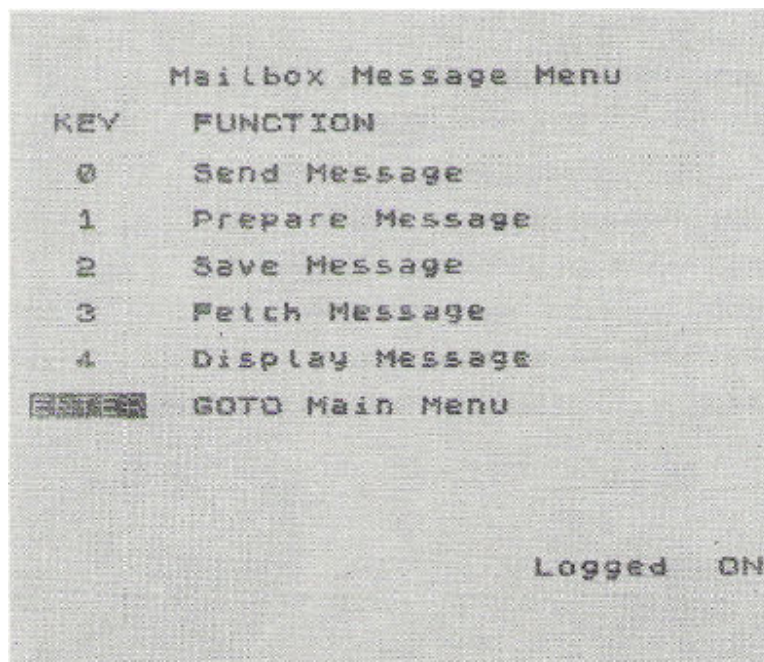 Mailbox Message Menu
KEY FUNCTION
0 Send Message
1 Prepare Message
2 Save Message
3 Fetch Message
4 Display Message
ENTER GOTO Main Menu
Logged ON